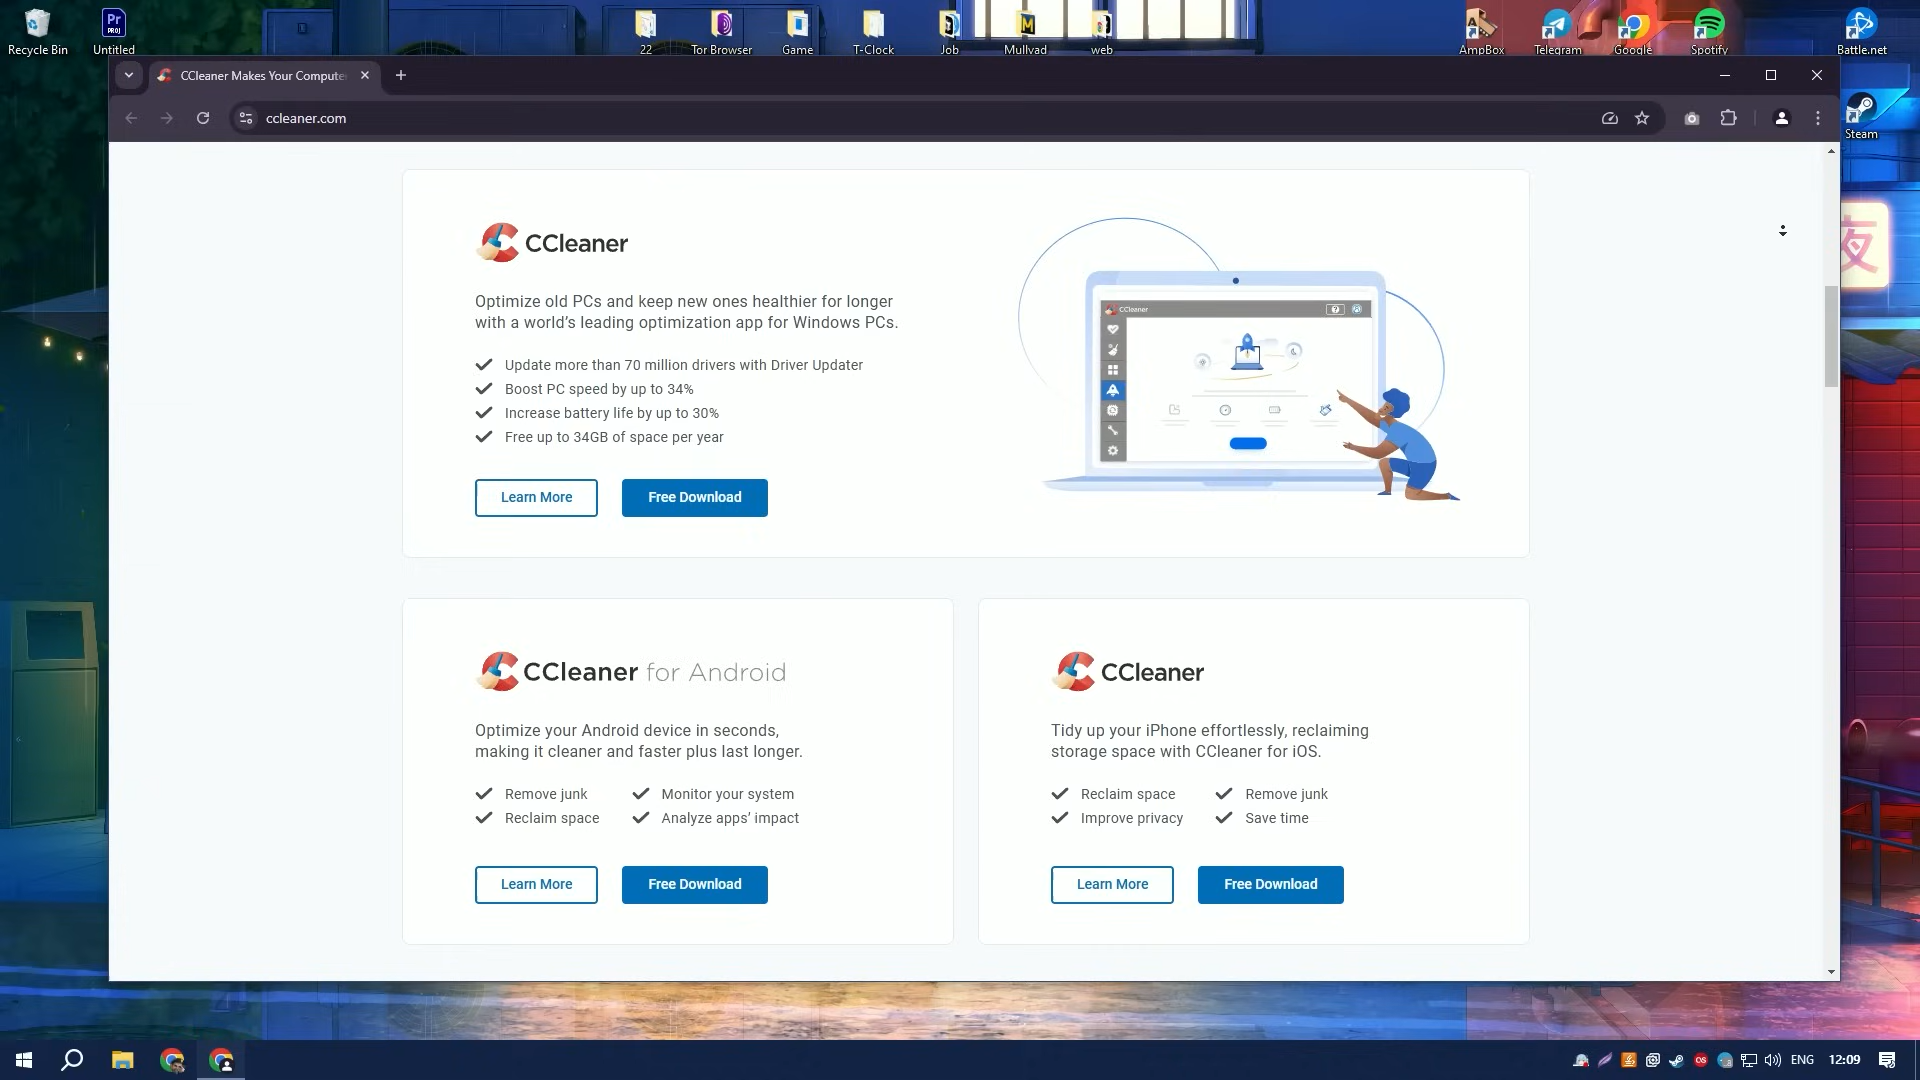 Recycle Bin
Untitled
22
Tor Browser
Game
T-Clock
Job
Mullvad
web
AmpBox
Telegram
Google
Spotify
Battle.net
CCleaner Makes Your Compute
ccleaner.com
Steam
夜
CCleaner
Optimize old PCs and keep new ones healthier for longer
with a world’s leading optimization app for Windows PCs.
Update more than 70 million drivers with Driver Updater
Boost PC speed by up to 34%
Increase battery life by up to 30%
Free up to 34GB of space per year
Learn More
Free Download
CCleaner
CCleaner for Android
Optimize your Android device in seconds,
making it cleaner and faster plus last longer.
Remove junk
Monitor your system
Reclaim space
Analyze apps’ impact
Learn More
Free Download
CCleaner
Tidy up your iPhone effortlessly, reclaiming
storage space with CCleaner for iOS.
Reclaim space
Remove junk
Improve privacy
Save time
Learn More
Free Download
ENG
12:09